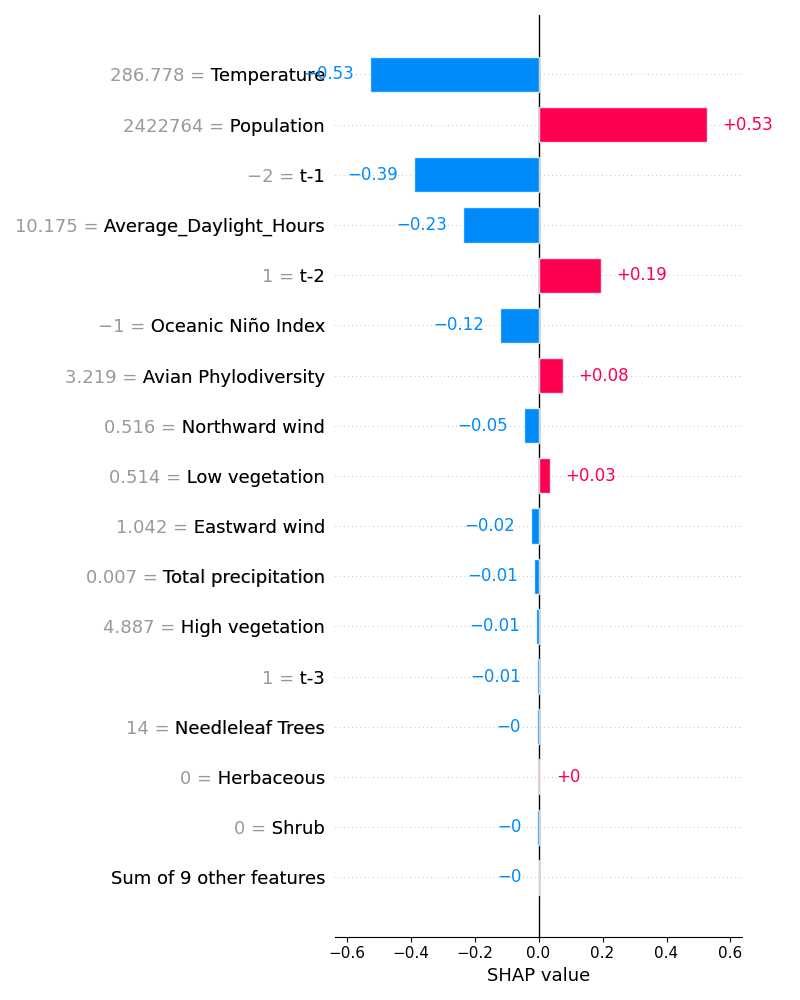 286.778 = Temperature −0.53
2422764 = Population +0.53
−2 = t-1 −0.39
10.175 = Average_Daylight_Hours −0.23
1 = t-2 +0.19
−1 = Oceanic Niño Index −0.12
3.219 = Avian Phylodiversity +0.08
0.516 = Northward wind −0.05
0.514 = Low vegetation +0.03
1.042 = Eastward wind −0.02
0.007 = Total precipitation −0.01
4.887 = High vegetation −0.01
1 = t-3 −0.01
14 = Needleleaf Trees −0
0 = Herbaceous +0
0 = Shrub −0
Sum of 9 other features −0
−0.6 −0.4 −0.2 0.0 0.2 0.4 0.6
SHAP value